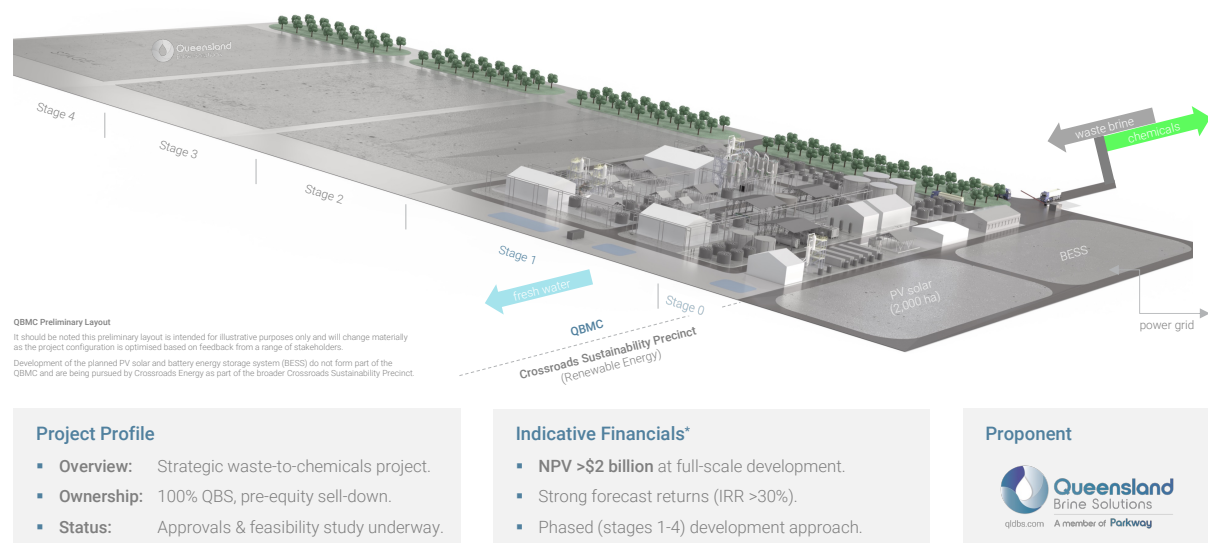 Queensland
Stage 4
Stage 3
Stage 2
Stage 1
Stage 0
waste brine
chemicals
fresh water
BESS
PV solar
(2,000 ha)
power grid
QBMC
Crossroads Sustainability Precinct
(Renewable Energy)
QBMC Preliminary Layout
It should be noted this preliminary layout is intended for illustrative purposes only and will change materially
as the project configuration is optimised based on feedback from a range of stakeholders.
Development of the planned PV solar and battery energy storage system (BESS) do not form part of the
QBMC and are being pursued by Crossroads Energy as part of the broader Crossroads Sustainability Precinct.
Project Profile
▪ Overview: Strategic waste-to-chemicals project.
▪ Ownership: 100% QBS, pre-equity sell-down.
▪ Status: Approvals & feasibility study underway.
Indicative Financials*
▪ NPV >$2 billion at full-scale development.
▪ Strong forecast returns (IRR >30%).
▪ Phased (stages 1-4) development approach.
Proponent
Queensland
Brine Solutions
qldbs.com A member of Parkway